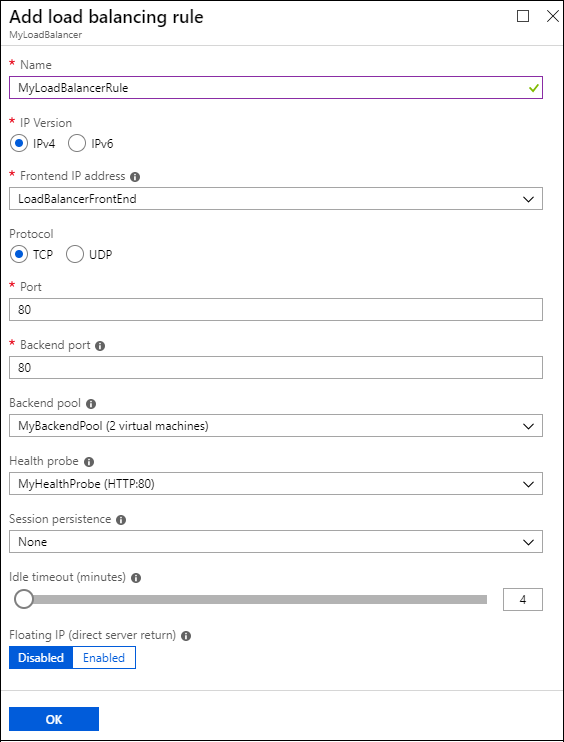 Add load balancing rule
MyLoadBalancer
* Name
MyLoadBalancerRule
* IP Version
IPv4 IPv6
* Frontend IP address
LoadBalancerFrontEnd
Protocol
TCP UDP
* Port
80
* Backend port
80
Backend pool
MyBackendPool (2 virtual machines)
Health probe
MyHealthProbe (HTTP:80)
Session persistence
None
Idle timeout (minutes)
4
Floating IP (direct server return)
Disabled Enabled
OK